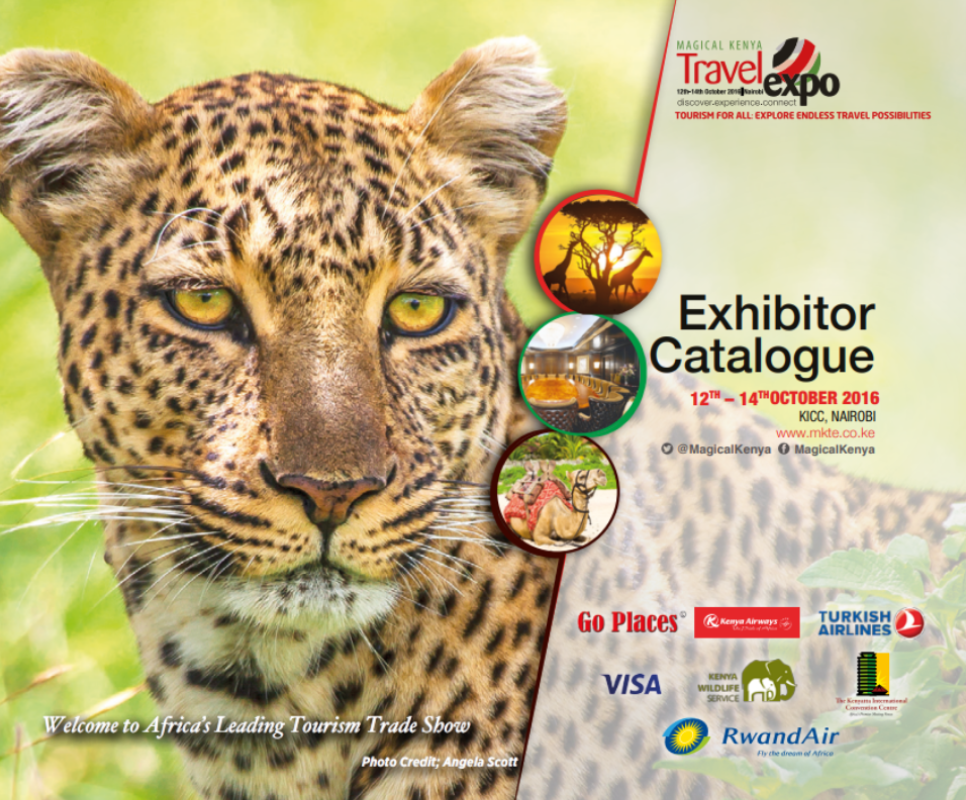 MAGICAL KENYA
Travel expo
12th-14th October 2016 Nairobi
discover.experience.connect
TOURISM FOR ALL: EXPLORE ENDLESS TRAVEL POSSIBILITIES
Exhibitor
Catalogue
12TH – 14THOCTOBER 2016
KICC, NAIROBI
www.mkte.co.ke
@MagicalKenya MagicalKenya
Go Places©
Kenya Airways
TURKISH
AIRLINES
VISA
KENYA
WILDLIFE
SERVICE
The Kenyatta International
Convention Center
RwandAir
Fly the dream of Africa
Welcome to Africa's Leading Tourism Trade Show
Photo Credit; Angela Scott